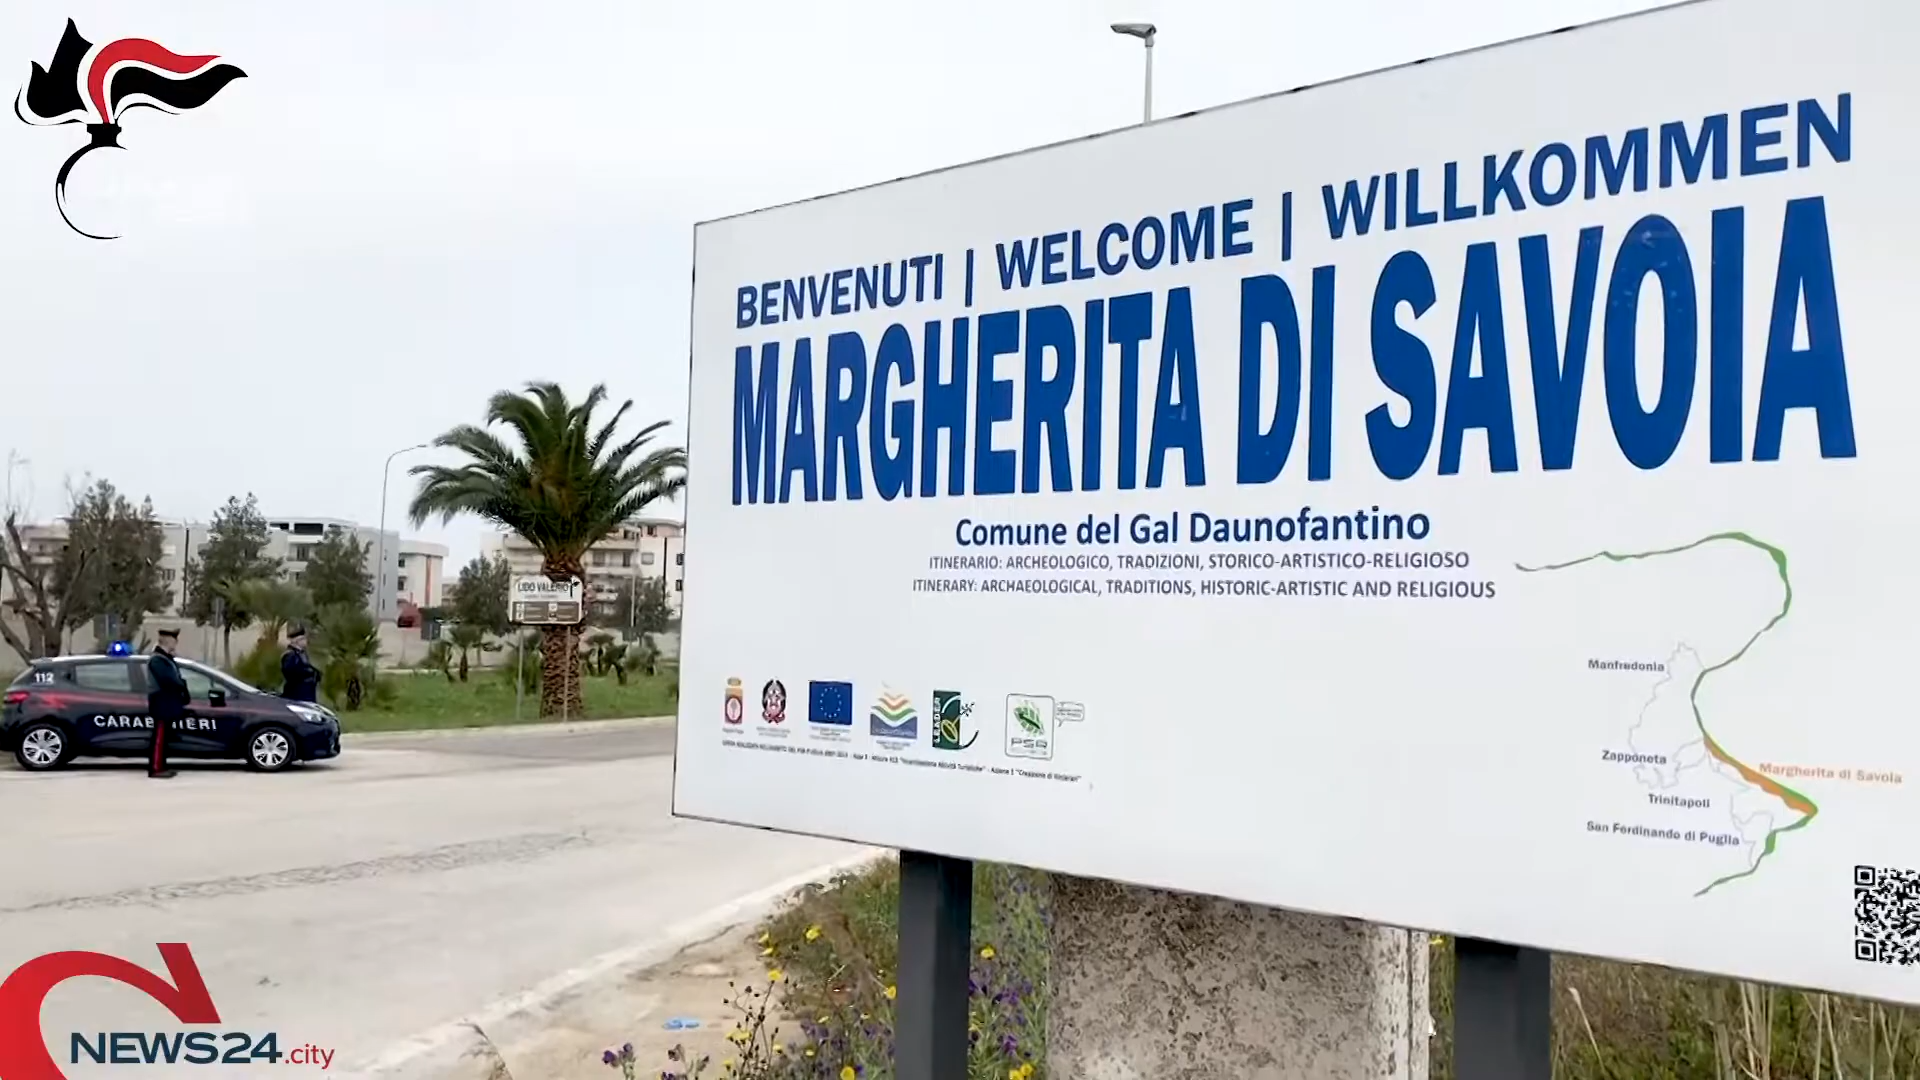 BENVENUTI | WELCOME | WILLKOMMEN
MARGHERITA DI SAVOIA
Comune del Gal Daunofantino
ITINERARIO: ARCHEOLOGICO, TRADIZIONI, STORICO-ARTISTICO-RELIGIOSO
ITINERARY: ARCHAEOLOGICAL, TRADITIONS, HISTORIC-ARTISTIC AND RELIGIOUS
Manfredonia
Zapponeta
Margherita di Savoia
Trinitapoli
San Ferdinando di Puglia
LEADER
PSR
LIDO VALERIO
112
CARABINIERI
NEWS24.city